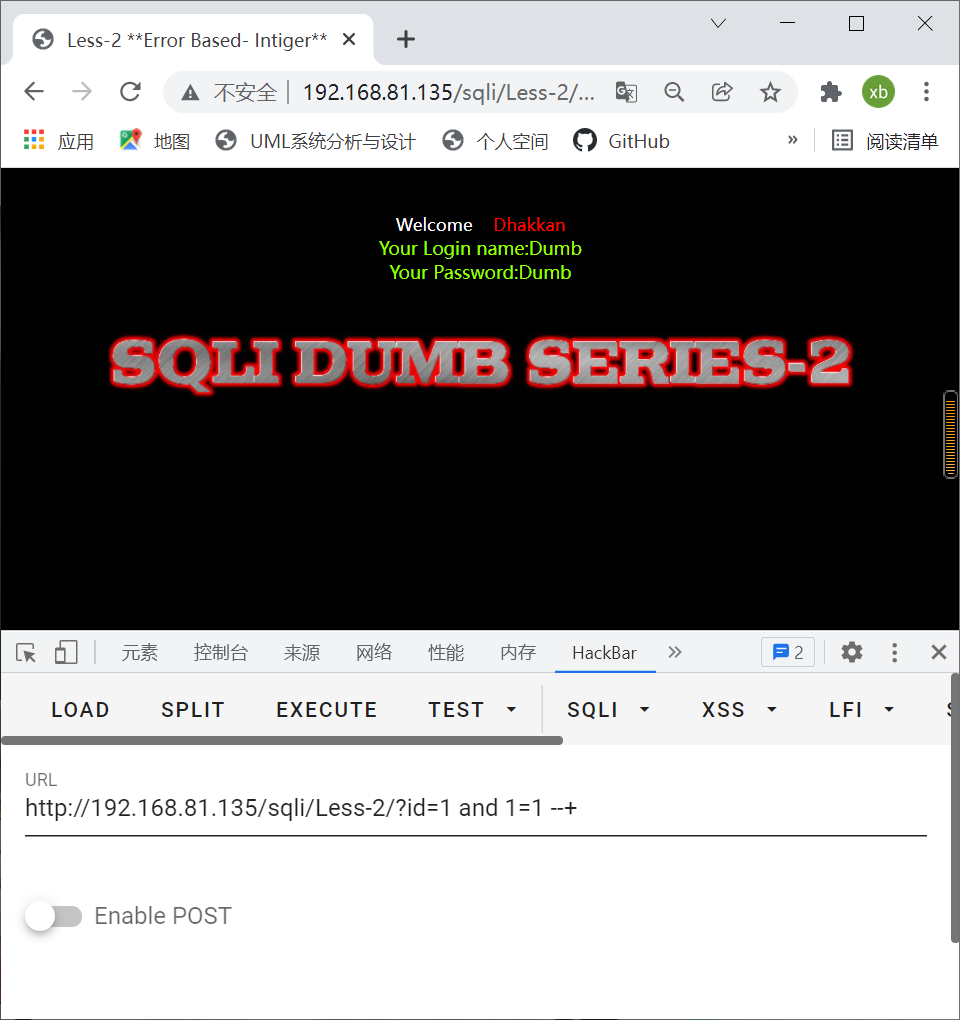 Less-2 **Error Based- Intiger**
不安全 192.168.81.135/sqli/Less-2/...
xb
应用 地图 UML系统分析与设计 个人空间 GitHub » 阅读清单
Welcome Dhakkan
Your Login name:Dumb
Your Password:Dumb
SQLI DUMB SERIES-2
元素 控制台 来源 网络 性能 内存 HackBar » 2
LOAD SPLIT EXECUTE TEST SQLI XSS LFI
URL
http://192.168.81.135/sqli/Less-2/?id=1 and 1=1 --+
Enable POST